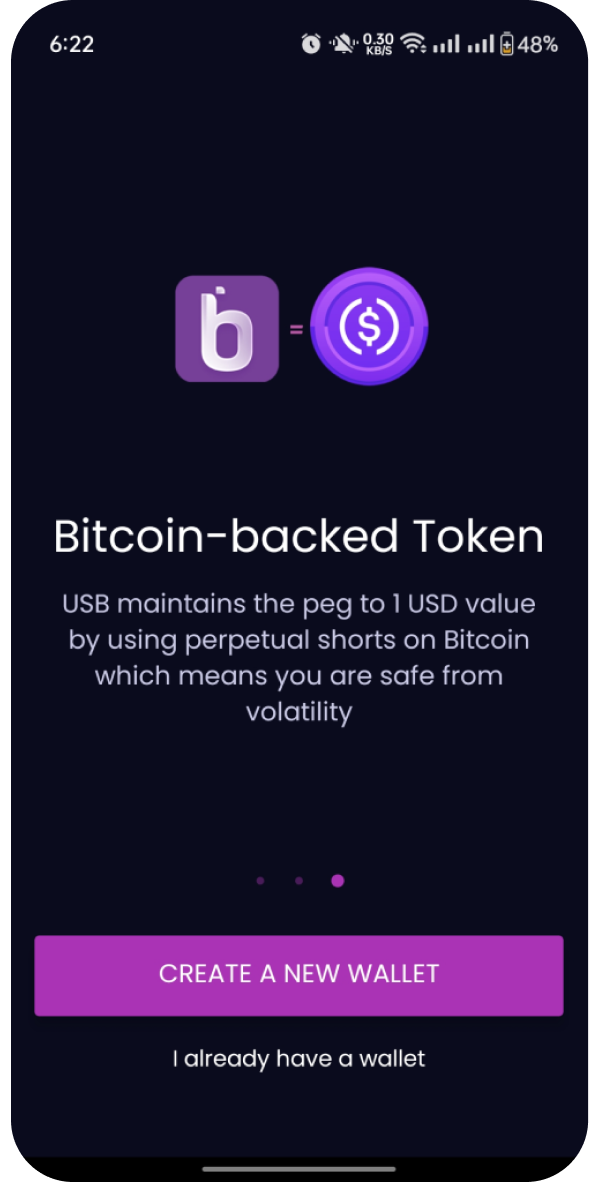 6:22 0.30 KB/S 48%
b = $
Bitcoin-backed Token
USB maintains the peg to 1 USD value
by using perpetual shorts on Bitcoin
which means you are safe from
volatility
CREATE A NEW WALLET
I already have a wallet